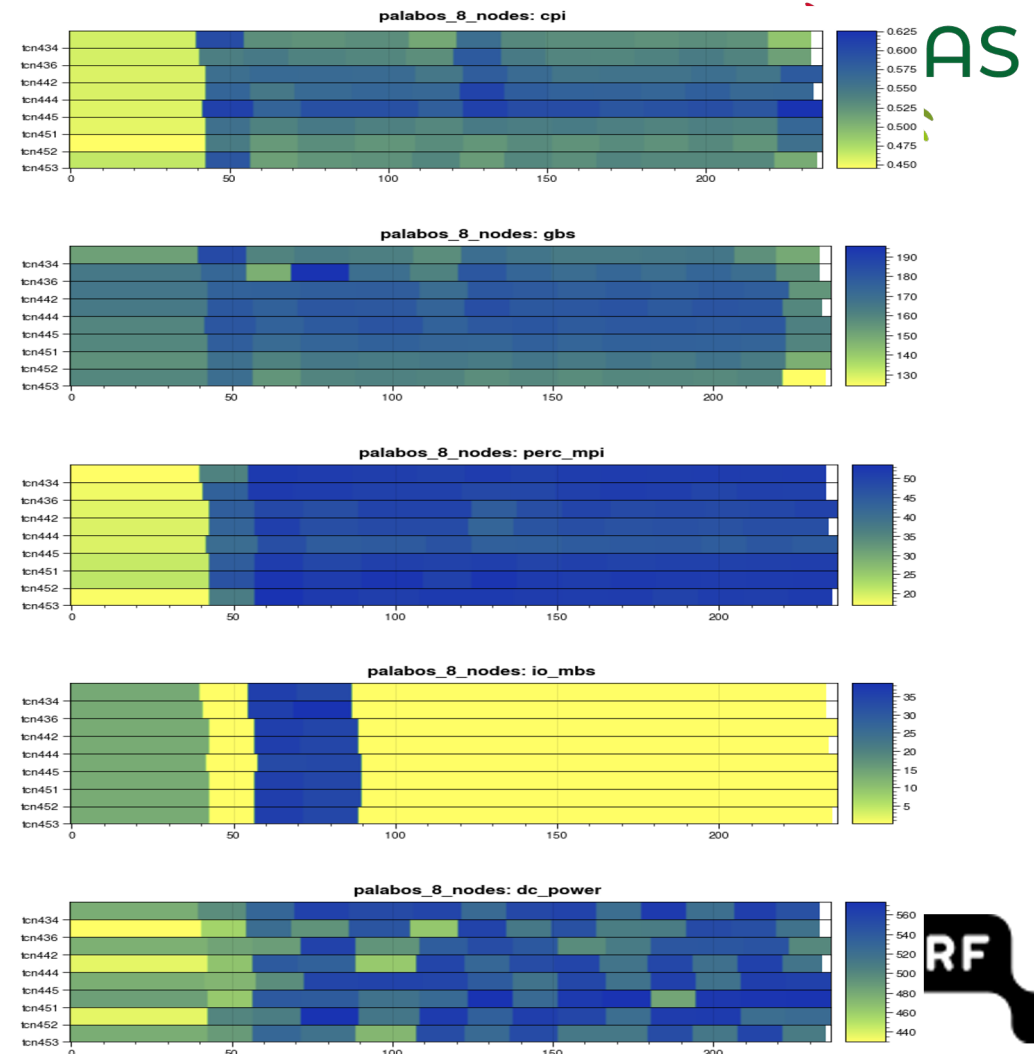 palabos_8_nodes: cpi
AS
tcn434
tcn436
tcn442
tcn444
tcn445
tcn451
tcn452
tcn453
0 50 100 150 200
0.625
0.600
0.575
0.550
0.525
0.500
0.475
0.450
palabos_8_nodes: gbs
tcn434
tcn436
tcn442
tcn444
tcn445
tcn451
tcn452
tcn453
0 50 100 150 200
190
180
170
160
150
140
130
palabos_8_nodes: perc_mpi
tcn434
tcn436
tcn442
tcn444
tcn445
tcn451
tcn452
tcn453
0 50 100 150 200
50
45
40
35
30
25
20
palabos_8_nodes: io_mbs
tcn434
tcn436
tcn442
tcn444
tcn445
tcn451
tcn452
tcn453
0 50 100 150 200
35
30
25
20
15
10
5
palabos_8_nodes: dc_power
tcn434
tcn436
tcn442
tcn444
tcn445
tcn451
tcn452
tcn453
0 50 100 150 200
560
540
520
500
480
460
440
RF